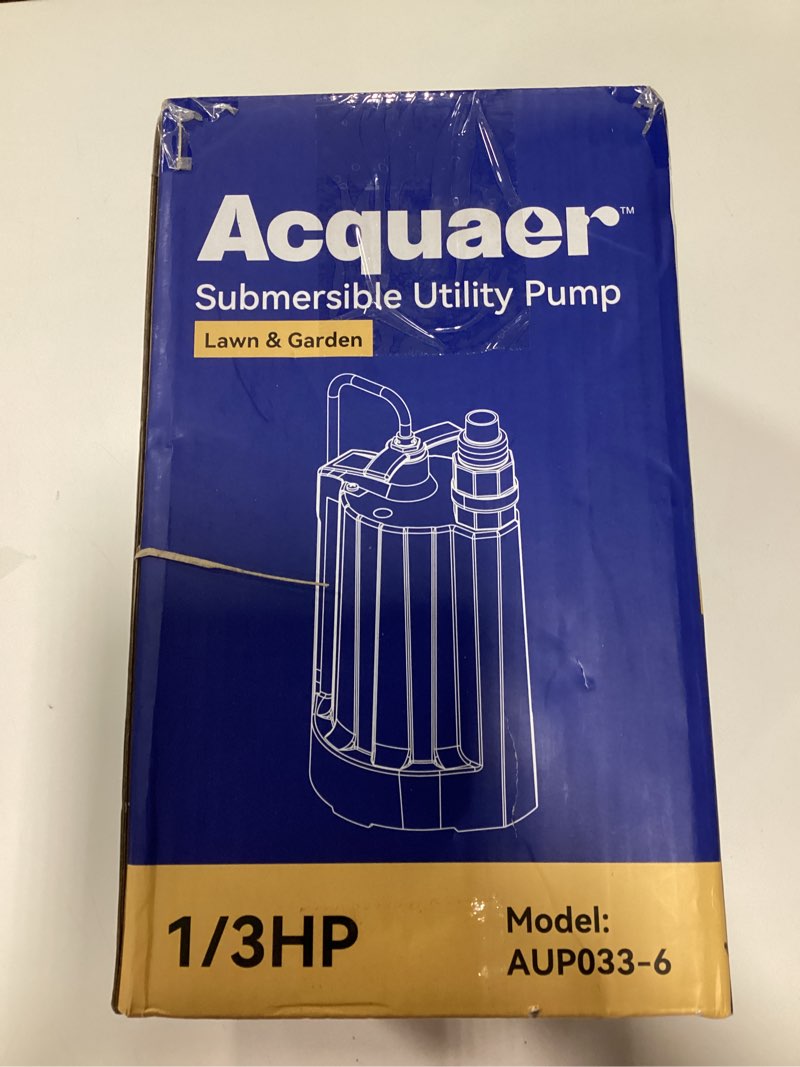 Acquaer™
Submersible Utility Pump
Lawn & Garden
1/3HP
Model:
AUP033-6